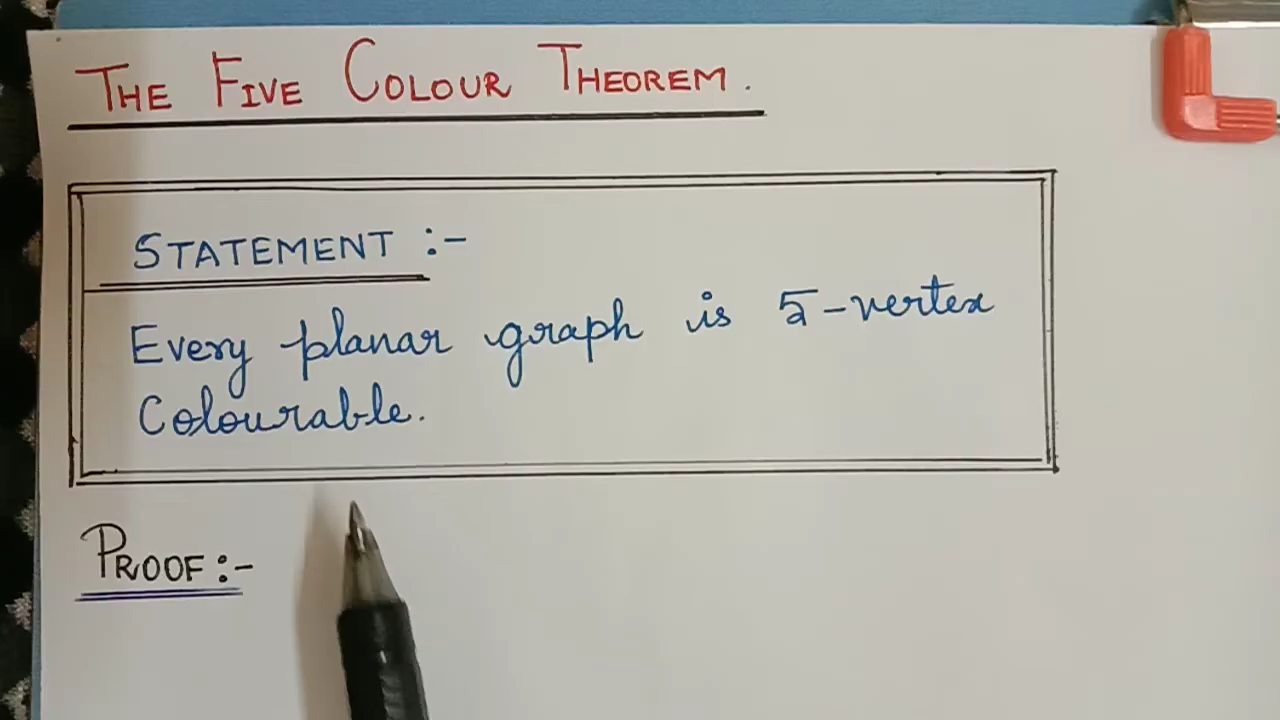 THE FIVE COLOUR THEOREM.
STATEMENT :-
Every planar graph is 5-vertex
Colourable.
PROOF :-